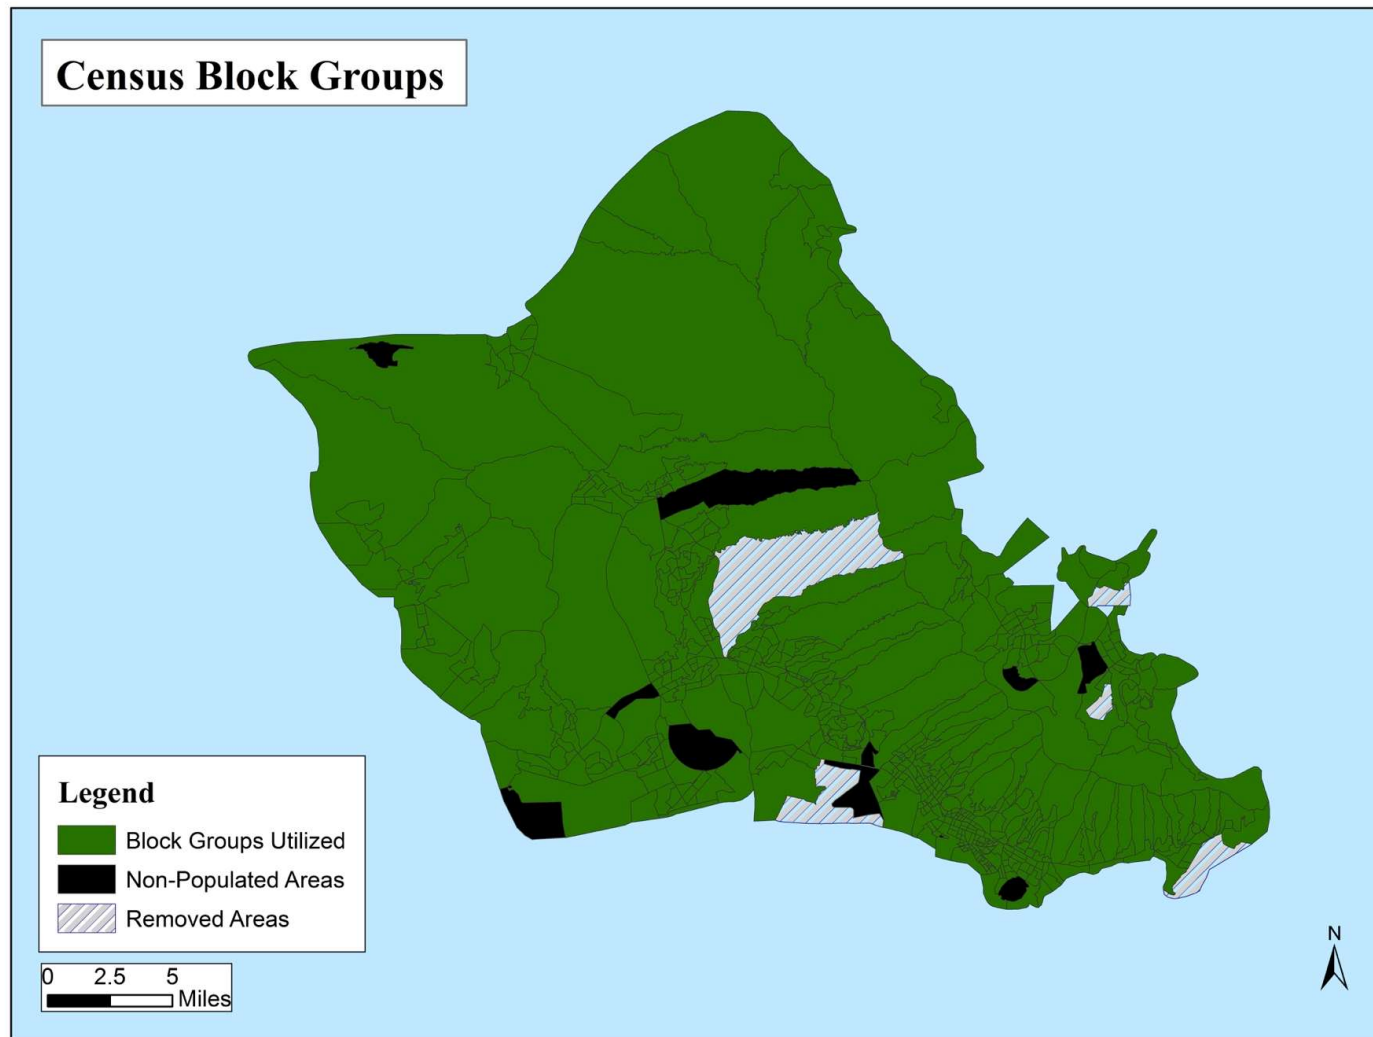 Census Block Groups
Legend
Block Groups Utilized
Non-Populated Areas
Removed Areas
0 2.5 5
Miles
N